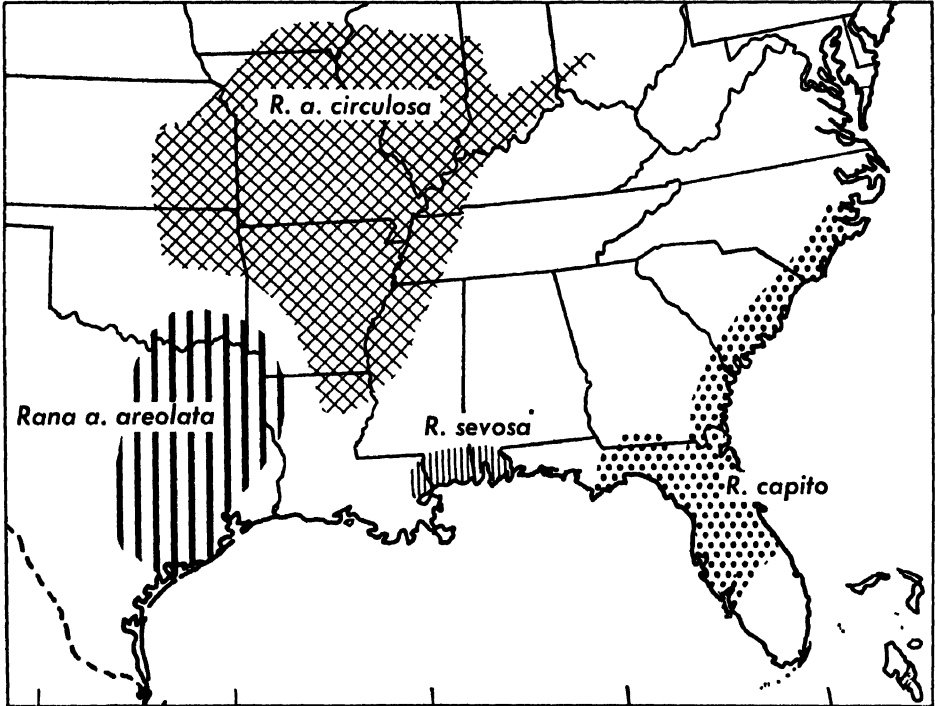 R. a. circulosa
Rana a. areolata
R. sevosa
R. capito